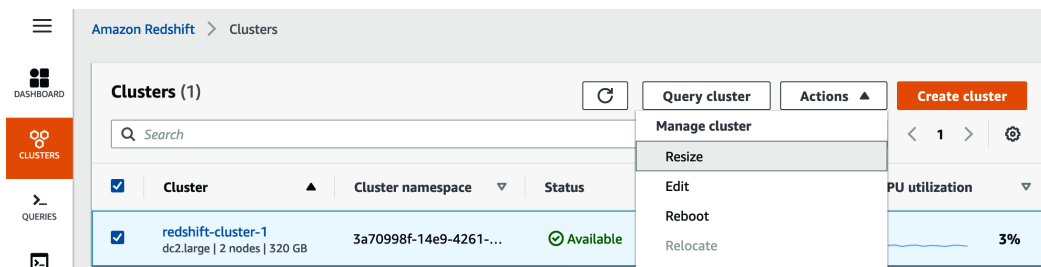 Amazon Redshift > Clusters
DASHBOARD
CLUSTERS
QUERIES
Clusters (1)
Query cluster
Actions
Create cluster
Search
1
Manage cluster
Resize
Edit
Reboot
Relocate
Cluster
Cluster namespace
Status
PU utilization
redshift-cluster-1
dc2.large | 2 nodes | 320 GB
3a70998f-14e9-4261-...
Available
3%